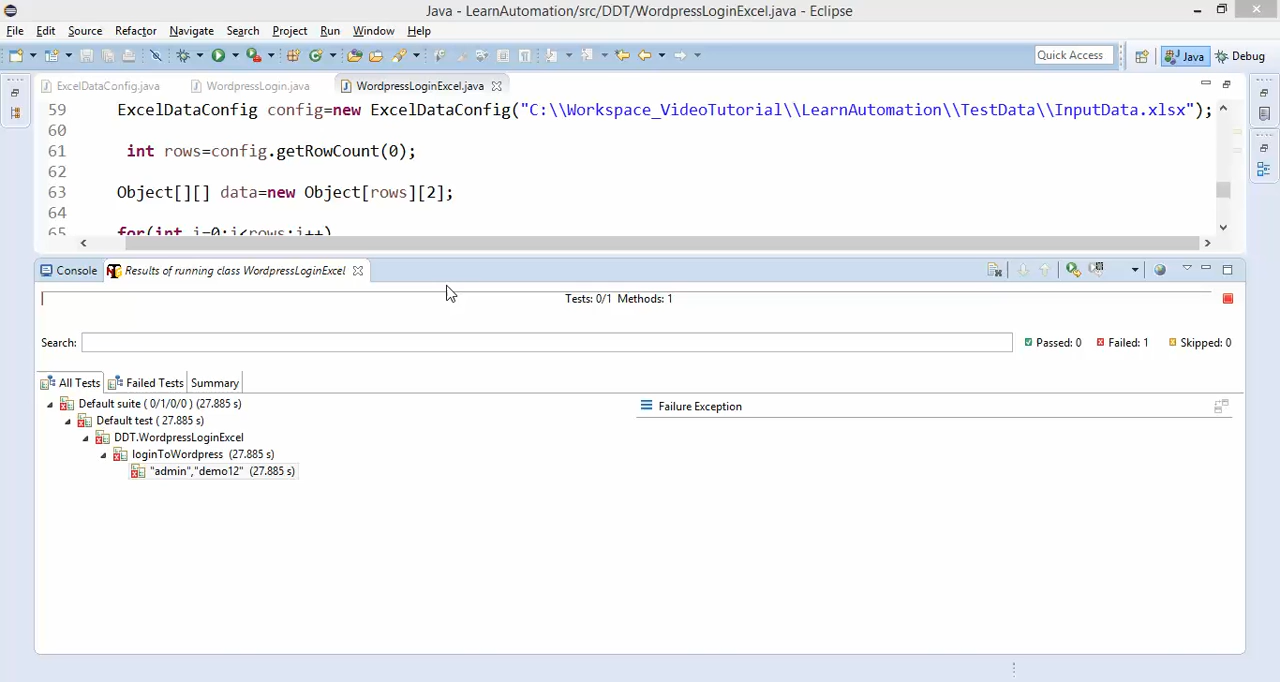 Java - LearnAutomation/src/DDT/WordpressLoginExcel.java - Eclipse
File Edit Source Refactor Navigate Search Project Run Window Help
Quick Access Java Debug
ExcelDataConfig.java WordpressLogin.java WordpressLoginExcel.java
59 ExcelDataConfig config=new ExcelDataConfig("C:\\Workspace_VideoTutorial\\LearnAutomation\\TestData\\InputData.xlsx");
60
61 int rows=config.getRowCount(0);
62
63 Object[][] data=new Object[rows][2];
64
65 for(int i=0;i<rows;i++)
Console Results of running class WordpressLoginExcel
Tests: 0/1 Methods: 1
Search: Passed: 0 Failed: 1 Skipped: 0
All Tests Failed Tests Summary
Default suite ( 0/1/0/0 ) (27.885 s) Failure Exception
Default test ( 27.885 s)
DDT.WordpressLoginExcel
loginToWordpress (27.885 s)
"admin","demo12" (27.885 s)